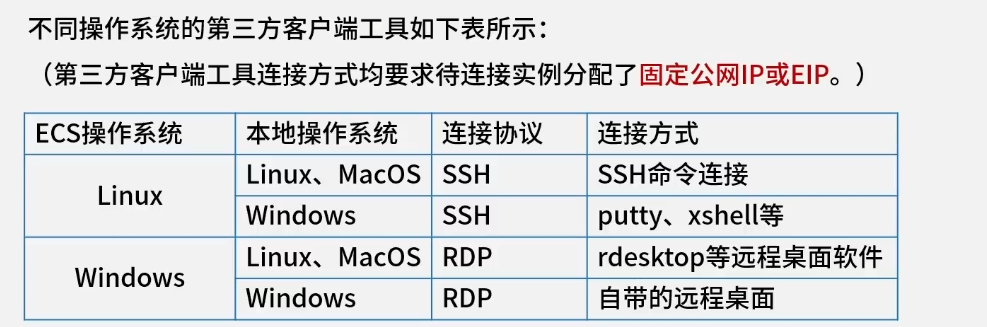 不同操作系统的第三方客户端工具如下表所示：
（第三方客户端工具连接方式均要求待连接实例分配了固定公网IP或EIP。）
ECS操作系统 本地操作系统 连接协议 连接方式
Linux Linux、MacOS SSH SSH命令连接
Windows SSH putty、xshell等
Windows Linux、MacOS RDP rdesktop等远程桌面软件
Windows RDP 自带的远程桌面